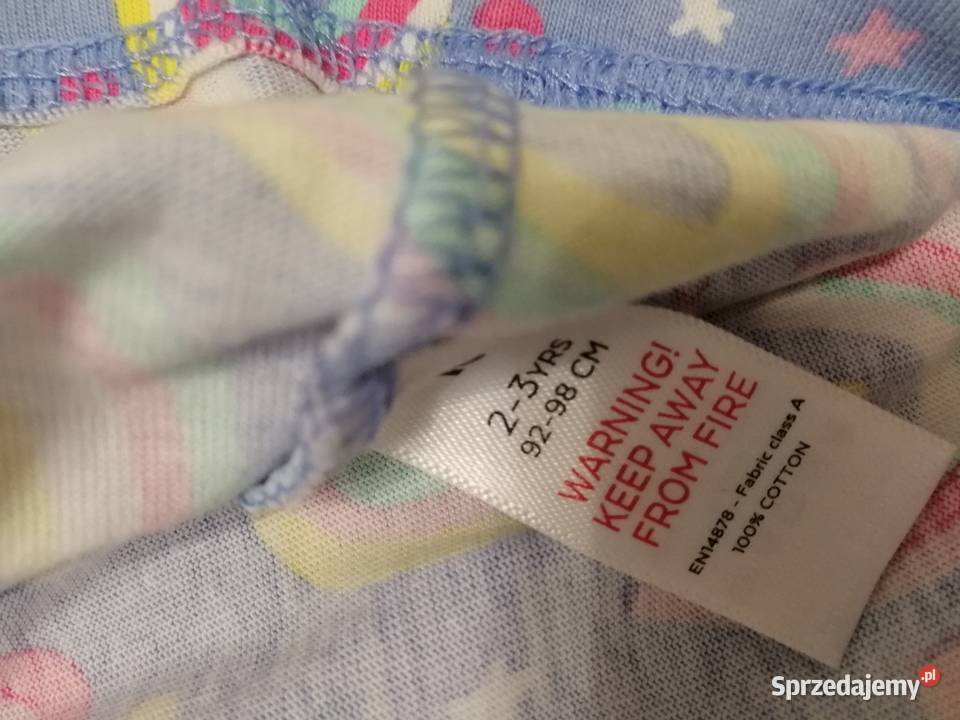 2-3YRS
92-98 CM
WARNING!
KEEP AWAY
FROM FIRE
EN14878 - Fabric class A
100% COTTON
Sprzedajemy.pl